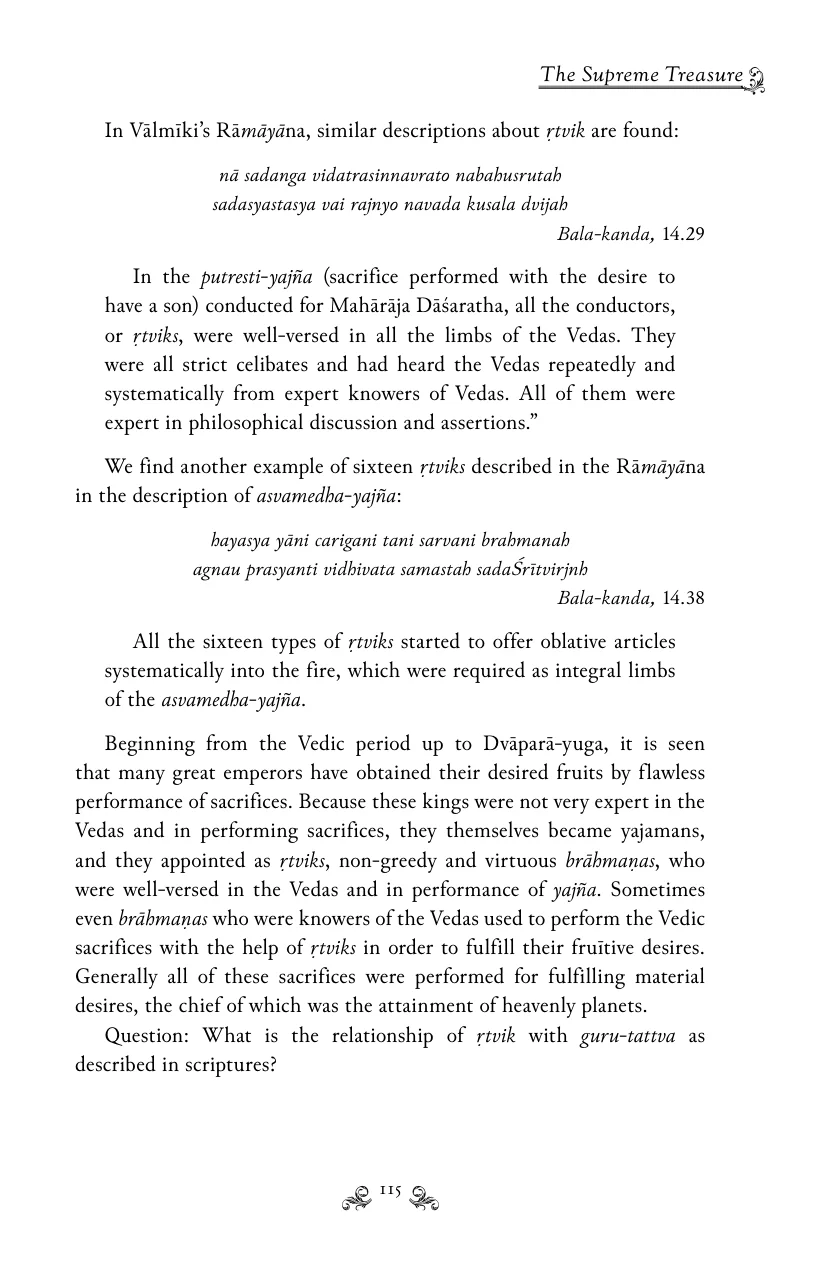 The Supreme Treasure
In Vālmīki’s Rāmāyāna, similar descriptions about ṛtvik are found:
nā sadanga vidatrasinnavrato nabahusrutah
sadasyastasya vai rajnyo navada kusala dvijah
Bala-kanda, 14.29
In the putresti-yajña (sacrifice performed with the desire to
have a son) conducted for Mahārāja Dāśaratha, all the conductors,
or ṛtviks, were well-versed in all the limbs of the Vedas. They
were all strict celibates and had heard the Vedas repeatedly and
systematically from expert knowers of Vedas. All of them were
expert in philosophical discussion and assertions.”
We find another example of sixteen ṛtviks described in the Rāmāyāna
in the description of asvamedha-yajña:
hayasya yāni carigani tani sarvani brahmanah
agnau prasyanti vidhivata samastah sadaŚrītvirjnh
Bala-kanda, 14.38
All the sixteen types of ṛtviks started to offer oblative articles
systematically into the fire, which were required as integral limbs
of the asvamedha-yajña.
Beginning from the Vedic period up to Dvāparā-yuga, it is seen
that many great emperors have obtained their desired fruits by flawless
performance of sacrifices. Because these kings were not very expert in the
Vedas and in performing sacrifices, they themselves became yajamans,
and they appointed as ṛtviks, non-greedy and virtuous brāhmaṇas, who
were well-versed in the Vedas and in performance of yajña. Sometimes
even brāhmaṇas who were knowers of the Vedas used to perform the Vedic
sacrifices with the help of ṛtviks in order to fulfill their fruītive desires.
Generally all of these sacrifices were performed for fulfilling material
desires, the chief of which was the attainment of heavenly planets.
Question: What is the relationship of ṛtvik with guru-tattva as
described in scriptures?
115